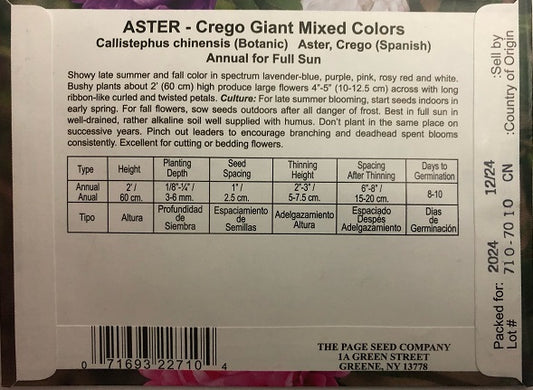 ASTER - Crego Giant Mixed Colors
Callistephus chinensis (Botanic) Aster, Crego (Spanish)
Annual for Full Sun
Showy late summer and fall color in spectrum lavender-blue, purple, pink, rosy red and white.
Bushy plants about 2' (60 cm) high produce large flowers 4"-5" (10-12.5 cm) across with long
ribbon-like curled and twisted petals. Culture: For late summer blooming, start seeds indoors in
early spring. For fall flowers, sow seeds outdoors after all danger of frost. Best in full sun in
well-drained, rather alkaline soil well supplied with humus. Don't plant in the same place on
successive years. Pinch out leaders to encourage branching and deadhead spent blooms
consistently. Excellent for cutting or bedding flowers.
Type Height Planting Depth Seed Spacing Thinning Height Spacing After Thinning Days to Germination
Annual Anual 2' / 60 cm. 1/8"-¼" / 3-6 mm. 1" / 2.5 cm. 2"-3" / 5-7.5 cm. 6"-8" / 15-20 cm. 8-10
Tipo Altura Profundidad de Siembra Espaciamiento de Semillas Adelgazamiento Altura Espaciado Despés Adelgazamiento Dias de Germinación
0 71693 22710 4
THE PAGE SEED COMPANY
1A GREEN STREET
GREENE, NY 13778
Packed for: 2024 12/24 :Sell by
Lot # 710-7010 CN :Country of Origin